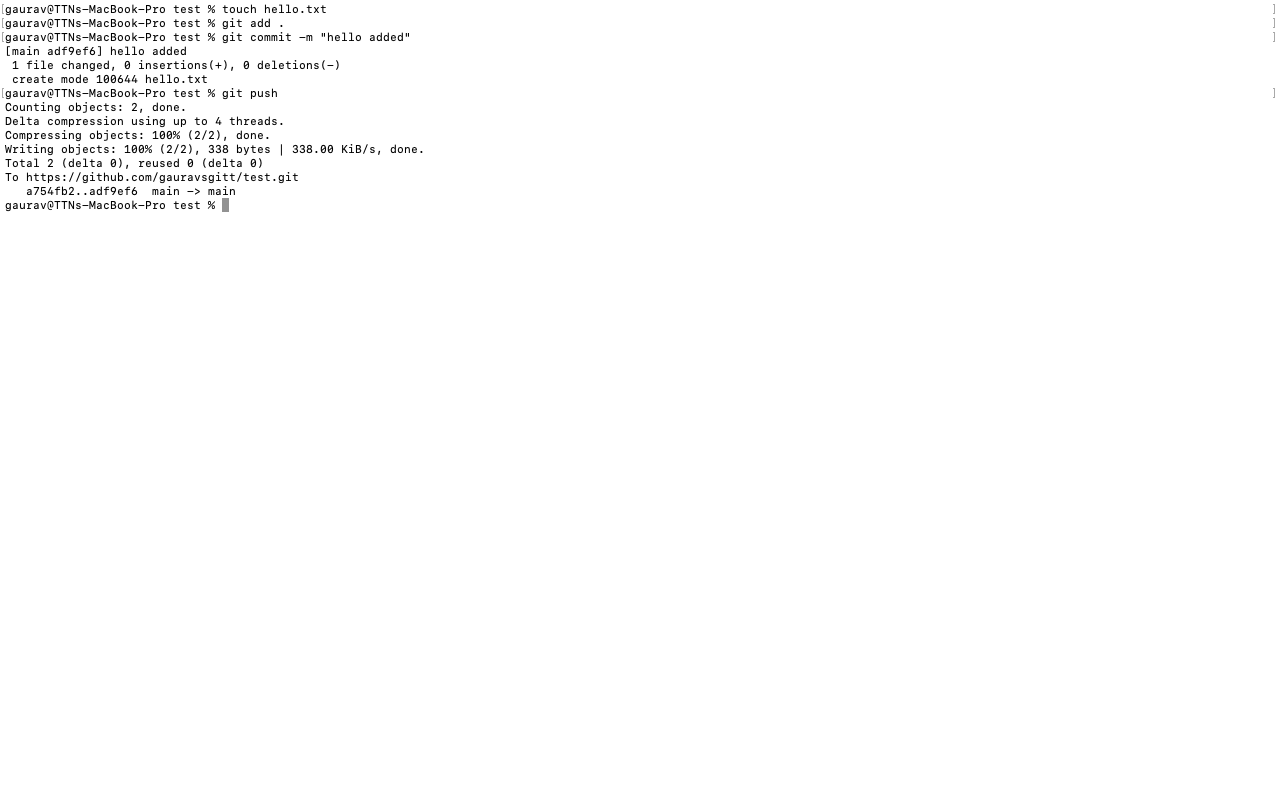 [gaurav@TTNs-MacBook-Pro test % touch hello.txt ]
[gaurav@TTNs-MacBook-Pro test % git add . ]
[gaurav@TTNs-MacBook-Pro test % git commit -m "hello added" ]
[main adf9ef6] hello added
 1 file changed, 0 insertions(+), 0 deletions(-)
 create mode 100644 hello.txt
[gaurav@TTNs-MacBook-Pro test % git push ]
Counting objects: 2, done.
Delta compression using up to 4 threads.
Compressing objects: 100% (2/2), done.
Writing objects: 100% (2/2), 338 bytes | 338.00 KiB/s, done.
Total 2 (delta 0), reused 0 (delta 0)
To https://github.com/gauravsgitt/test.git
   a754fb2..adf9ef6  main -> main
gaurav@TTNs-MacBook-Pro test %